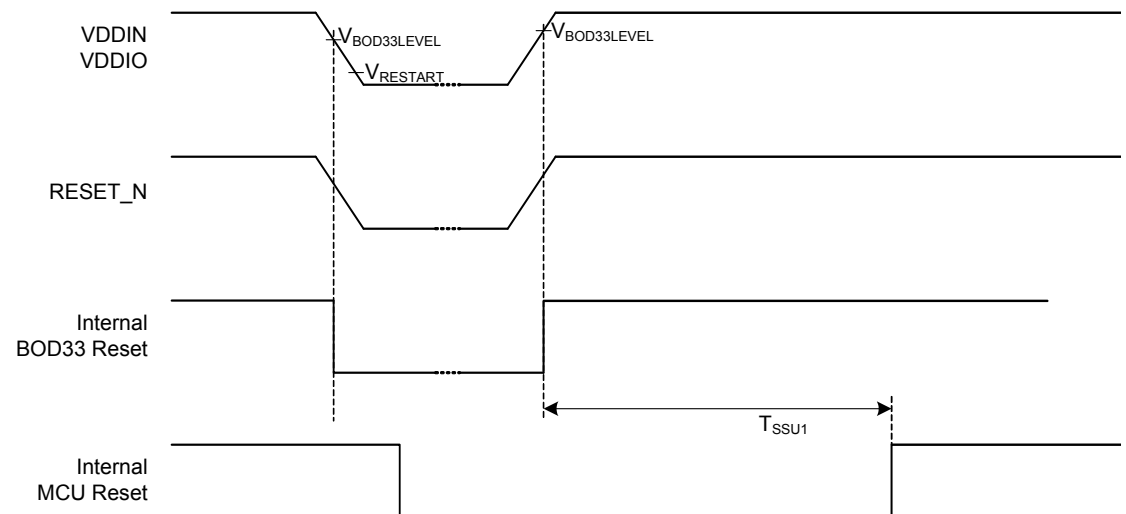 VDDIN
VDDIO
VBOD33LEVEL
VBOD33LEVEL
VRESTART
RESET_N
Internal
BOD33 Reset
TSSU1
Internal
MCU Reset